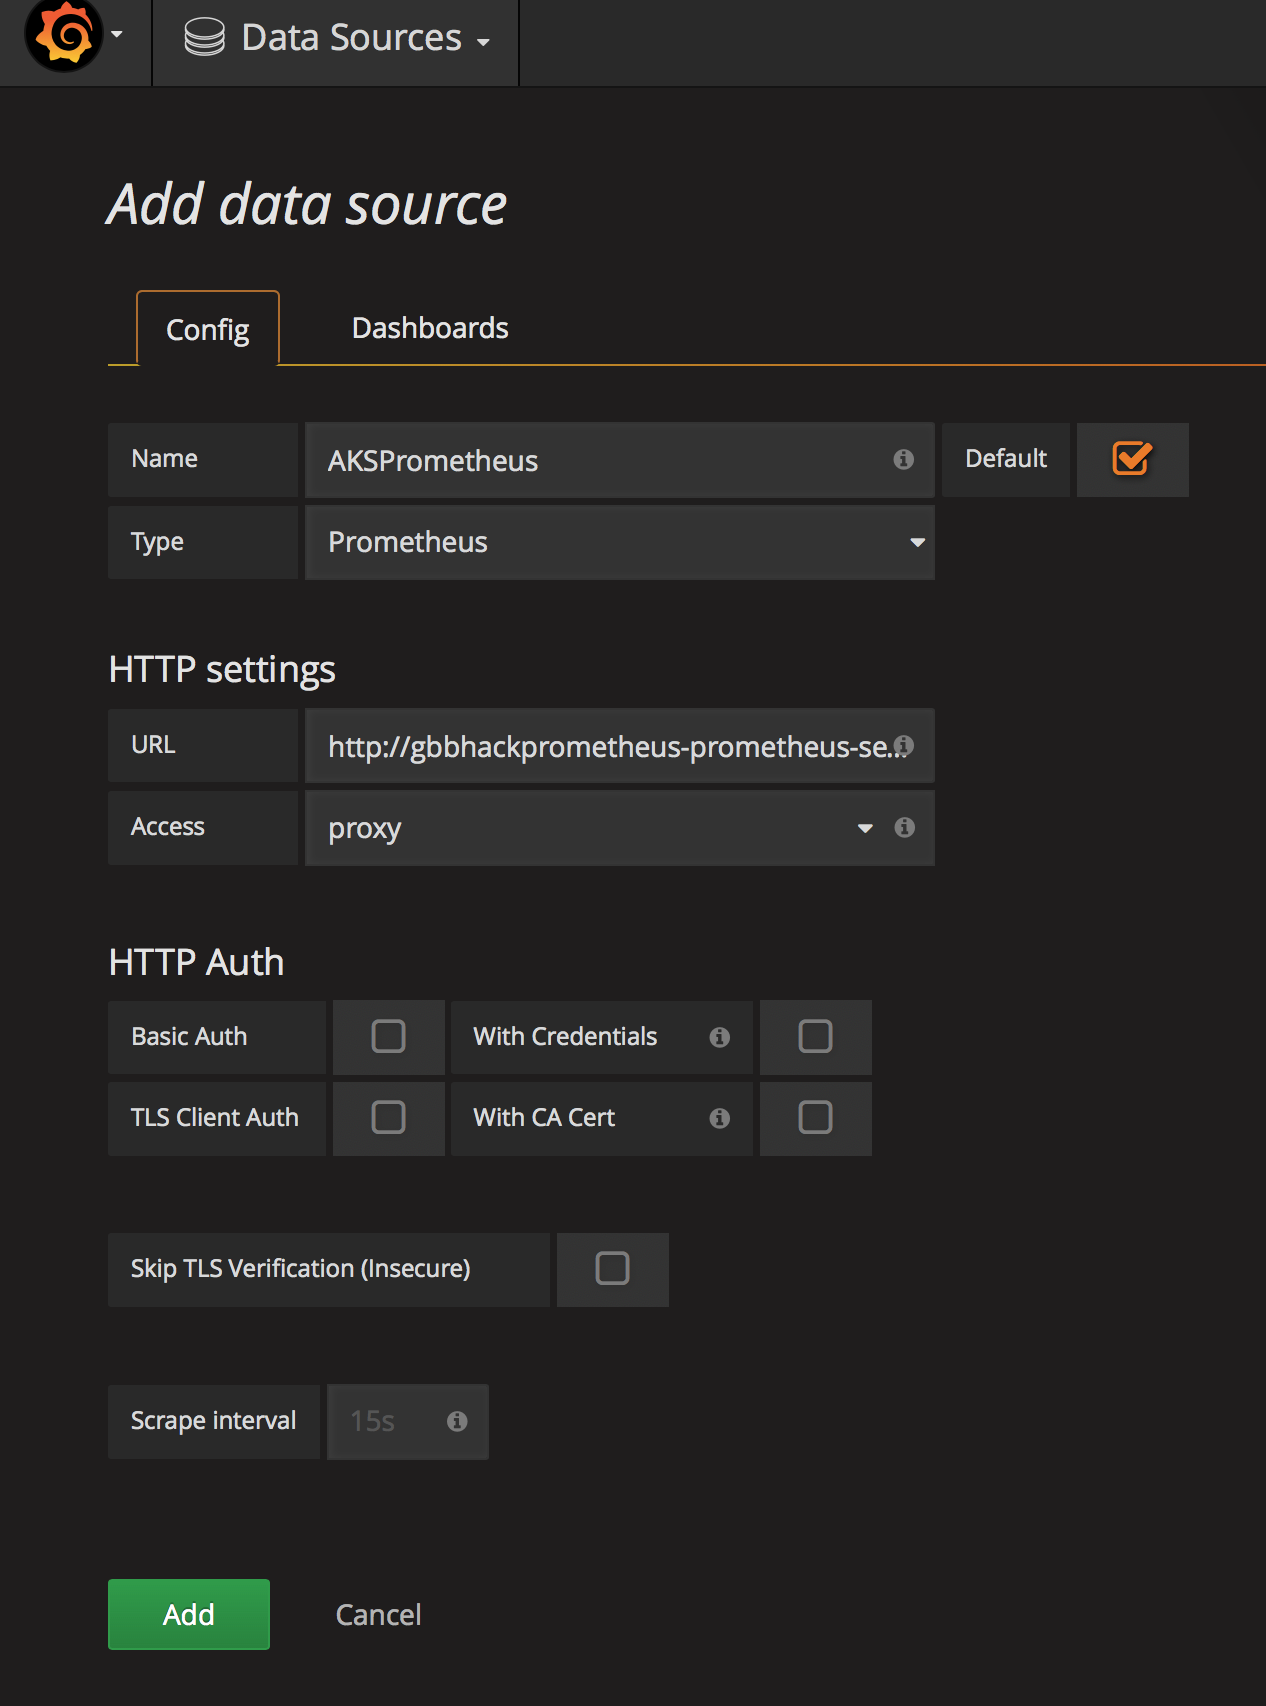 Data Sources
Add data source
Config Dashboards
Name AKSPrometheus Default
Type Prometheus
HTTP settings
URL http://gbbhackprometheus-prometheus-se...
Access proxy
HTTP Auth
Basic Auth With Credentials
TLS Client Auth With CA Cert
Skip TLS Verification (Insecure)
Scrape interval 15s
Add Cancel